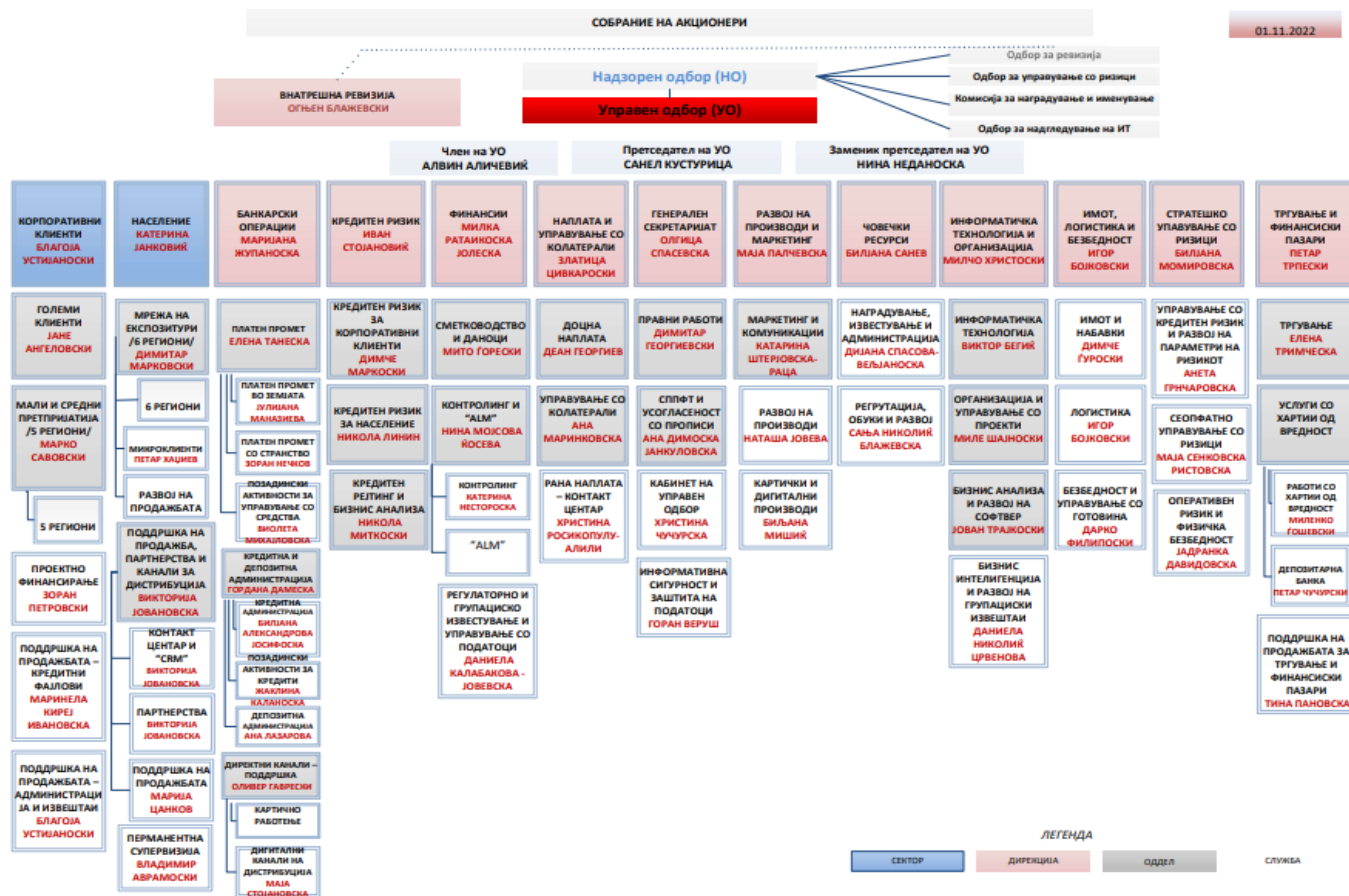 СОБРАНИЕ НА АКЦИОНЕРИ
01.11.2022
Одбор за ревизија
Надзорен одбор (НО)
Одбор за управување со ризици
ВНАТРЕШНА РЕВИЗИЈА
ОГЊЕН БЛАЖЕВСКИ
Комисија за наградување и именување
Управен одбор (УО)
Одбор за надгледување на ИТ
Член на УО
АЛВИН АЛИЧЕВИЌ
Претседател на УО
САНЕЛ КУСТУРИЦА
Заменик претседател на УО
НИНА НЕДАНОСКА
КОРПОРАТИВНИ
КЛИЕНТИ
БЛАГОЈА
УСТИЈАНОСКИ
ГОЛЕМИ
КЛИЕНТИ
ЈАНЕ
АНГЕЛОВСКИ
МАЛИ И СРЕДНИ
ПРЕТПРИЈАТИЈА
/5 РЕГИОНИ/
МАРКО
САВОВСКИ
5 РЕГИОНИ
ПРОЕКТНО
ФИНАНСИРАЊЕ
ЗОРАН
ПЕТРОВСКИ
ПОДДРШКА НА
ПРОДАЖБАТА –
КРЕДИТНИ
ФАЈЛОВИ
МАРИНЕЛА
КИРЕЈ
ИВАНОВСКА
ПОДДРШКА НА
ПРОДАЖБАТА –
АДМИНИСТРАЦИ
ЈА И ИЗВЕШТАИ
БЛАГОЈА
УСТИЈАНОСКИ
НАСЕЛЕНИЕ
КАТЕРИНА
ЈАНКОВИЌ
МРЕЖА НА
ЕКСПОЗИТУРИ
/6 РЕГИОНИ/
ДИМИТАР
МАРКОВСКИ
6 РЕГИОНИ
МИКРОКЛИЕНТИ
ПЕТАР ХАЏИЕВ
РАЗВОЈ НА
ПРОДАЖБАТА
ПОДДРШКА НА
ПРОДАЖБА,
ПАРТНЕРСТВА И
КАНАЛИ ЗА
ДИСТРИБУЦИЈА
ВИКТОРИЈА
ЈОВАНОВСКА
КОНТАКТ
ЦЕНТАР И
“CRM”
ВИКТОРИЈА
ЈОВАНОВСКА
ПАРТНЕРСТВА
ВИКТОРИЈА
ЈОВАНОВСКА
ПОДДРШКА НА
ПРОДАЖБАТА
МАРИЈА
ЦАНКОВ
ПЕРМАНЕНТНА
СУПЕРВИЗИЈА
ВЛАДИМИР
АВРАМОСКИ
БАНКАРСКИ
ОПЕРАЦИИ
МАРИЈАНА
ЖУПАНОСКА
ПЛАТЕН ПРОМЕТ
ЕЛЕНА ТАНЕСКА
ПЛАТЕН ПРОМЕТ
ВО ЗЕМЈАТА
ЈУЛИЈАНА
МАНАЗИЕВА
ПЛАТЕН ПРОМЕТ
СО СТРАНСТВО
ЗОРАН НЕЧКОВ
ПОЗАДИНСКИ
АКТИВНОСТИ ЗА
УПРАВУВАЊЕ СО
СРЕДСТВА
ВИОЛЕТА
МИХАЈЛОВСКА
КРЕДИТНА И
ДЕПОЗИТНА
АДМИНИСТРАЦИЈА
ГОРДАНА ДАМЕСКА
КРЕДИТНА
АДМИНИСТРАЦИЈА
БИЛЈАНА
АЛЕКСАНДРОВА
ЈОСИФОСКА
ПОЗАДИНСКИ
АКТИВНОСТИ ЗА
КРЕДИТИ
ЖАКЛИНА
КАЛАНОСКА
ДЕПОЗИТНА
АДМИНИСТРАЦИЈА
АНА ЛАЗАРОВА
ДИРЕКТНИ КАНАЛИ –
ПОДДРШКА
ОЛИВЕР ГАВРЕСКИ
КАРТИЧНО
РАБОТЕЊЕ
ДИГИТАЛНИ
КАНАЛИ НА
ДИСТРИБУЦИЈА
МАЈА
СТОЈАНОВСКА
КРЕДИТЕН РИЗИК
ИВАН
СТОЈАНОВИЌ
КРЕДИТЕН РИЗИК
ЗА
КОРПОРАТИВНИ
КЛИЕНТИ
ДИМЧЕ
МАРКОСКИ
КРЕДИТЕН РИЗИК
ЗА НАСЕЛЕНИЕ
НИКОЛА ЛИНИН
КРЕДИТЕН
РЕЈТИНГ И
БИЗНИС АНАЛИЗА
НИКОЛА
МИТКОСКИ
ФИНАНСИИ
МИЛКА
РАТАИКОСКА
ЈОЛЕСКА
СМЕТКОВОДСТВО
И ДАНОЦИ
МИТО ЃОРЕСКИ
КОНТРОЛИНГ И
“ALM”
НИНА МОЈСОВА
ЌОСЕВА
КОНТРОЛИНГ
КАТЕРИНА
НЕСТОРОСКА
“ALM”
РЕГУЛАТОРНО И
ГРУПАЦИСКО
ИЗВЕСТУВАЊЕ И
УПРАВУВАЊЕ СО
ПОДАТОЦИ
ДАНИЕЛА
КАЛАБАКОВА -
ЈОВЕВСКА
НАПЛАТА И
УПРАВУВАЊЕ СО
КОЛАТЕРАЛИ
ЗЛАТИЦА
ЦИВКАРОСКИ
ДОЦНА
НАПЛАТА
ДЕАН ГЕОРГИЕВ
УПРАВУВАЊЕ СО
КОЛАТЕРАЛИ
АНА
МАРИНКОВСКА
РАНА НАПЛАТА
– КОНТАКТ
ЦЕНТАР
ХРИСТИНА
РОСИКОПУЛУ-
АЛИЛИ
ГЕНЕРАЛЕН
СЕКРЕТАРИЈАТ
ОЛГИЦА
СПАСЕВСКА
ПРАВНИ РАБОТИ
ДИМИТАР
ГЕОРГИЕВСКИ
СППФТ И
УСОГЛАСЕНОСТ
СО ПРОПИСИ
АНА ДИМОСКА
ЈАНКУЛОВСКА
КАБИНЕТ НА
УПРАВЕН
ОДБОР
ХРИСТИНА
ЧУЧУРСКА
ИНФОРМАТИВНА
СИГУРНОСТ И
ЗАШТИТА НА
ПОДАТОЦИ
ГОРАН ВЕРУШ
РАЗВОЈ НА
ПРОИЗВОДИ И
МАРКЕТИНГ
МАЈА ПАЛЧЕВСКА
МАРКЕТИНГ И
КОМУНИКАЦИИ
КАТАРИНА
ШТЕРЈОВСКА-
РАЦА
РАЗВОЈ НА
ПРОИЗВОДИ
НАТАША ЈОВЕВА
КАРТИЧКИ И
ДИГИТАЛНИ
ПРОИЗВОДИ
БИЉАНА
МИШИЌ
ЧОВЕЧКИ
РЕСУРСИ
БИЛЈАНА САНЕВ
НАГРАДУВАЊЕ,
ИЗВЕСТУВАЊЕ И
АДМИНИСТРАЦИЈА
ДИЈАНА СПАСОВА-
ВЕЉАНОСКА
РЕГРУТАЦИЈА,
ОБУКИ И РАЗВОЈ
САЊА НИКОЛИЌ
БЛАЖЕВСКА
ИНФОРМАТИЧКА
ТЕХНОЛОГИЈА И
ОРГАНИЗАЦИЈА
МИЛЧО ХРИСТОСКИ
ИНФОРМАТИЧКА
ТЕХНОЛОГИЈА
ВИКТОР БЕГИЌ
ОРГАНИЗАЦИЈА И
УПРАВУВАЊЕ СО
ПРОЕКТИ
МИЛЕ ШАЈНОСКИ
БИЗНИС АНАЛИЗА
И РАЗВОЈ НА
СОФТВЕР
ЈОВАН ТРАЈКОСКИ
БИЗНИС
ИНТЕЛИГЕНЦИЈА
И РАЗВОЈ НА
ГРУПАЦИСКИ
ИЗВЕШТАИ
ДАНИЕЛА
НИКОЛИЌ
ЦРВЕНОВА
ИМОТ,
ЛОГИСТИКА И
БЕЗБЕДНОСТ
ИГОР
БОЈКОВСКИ
ИМОТ И
НАБАВКИ
ДИМЧЕ
ЃУРОСКИ
ЛОГИСТИКА
ИГОР
БОЈКОВСКИ
БЕЗБЕДНОСТ И
УПРАВУВАЊЕ СО
ГОТОВИНА
ДАРКО
ФИЛИПОСКИ
СТРАТЕШКО
УПАВУВАЊЕ СО
РИЗИЦИ
БИЛЈАНА
МОМИРОВСКА
УПРАВУВАЊЕ СО
КРЕДИТЕН РИЗИК
И РАЗВОЈ НА
ПАРАМЕТРИ НА
РИЗИКОТ
АНЕТА
ГРНЧАРОВСКА
СЕОПФАТНО
УПРАВУВАЊЕ СО
РИЗИЦИ
МАЈА СЕНКОВСКА
РИСТОВСКА
ОПЕРАТИВЕН
РИЗИК И
ФИЗИЧКА
БЕЗБЕДНОСТ
ЈАДРАНКА
ДАВИДОВСКА
ТРГУВАЊЕ И
ФИНАНСИСКИ
ПАЗАРИ
ПЕТАР
ТРПЕСКИ
ТРГУВАЊЕ
ЕЛЕНА
ТРИМЧЕСКА
УСЛУГИ СО
ХАРТИИ ОД
ВРЕДНОСТ
РАБОТИ СО
ХАРТИИ ОД
ВРЕДНОСТ
МИЛЕНКО
ЃОШЕВСКИ
ДЕПОЗИТАРНА
БАНКА
ПЕТАР ЧУЧУРСКИ
ПОДДРШКА НА
ПРОДАЖБАТА ЗА
ТРГУВАЊЕ И
ФИНАНСИСКИ
ПАЗАРИ
ТИНА ПАНОВСКА
ЛЕГЕНДА
СЕКТОР
ДИРЕКЦИЈА
ОДДЕЛ
СЛУЖБА